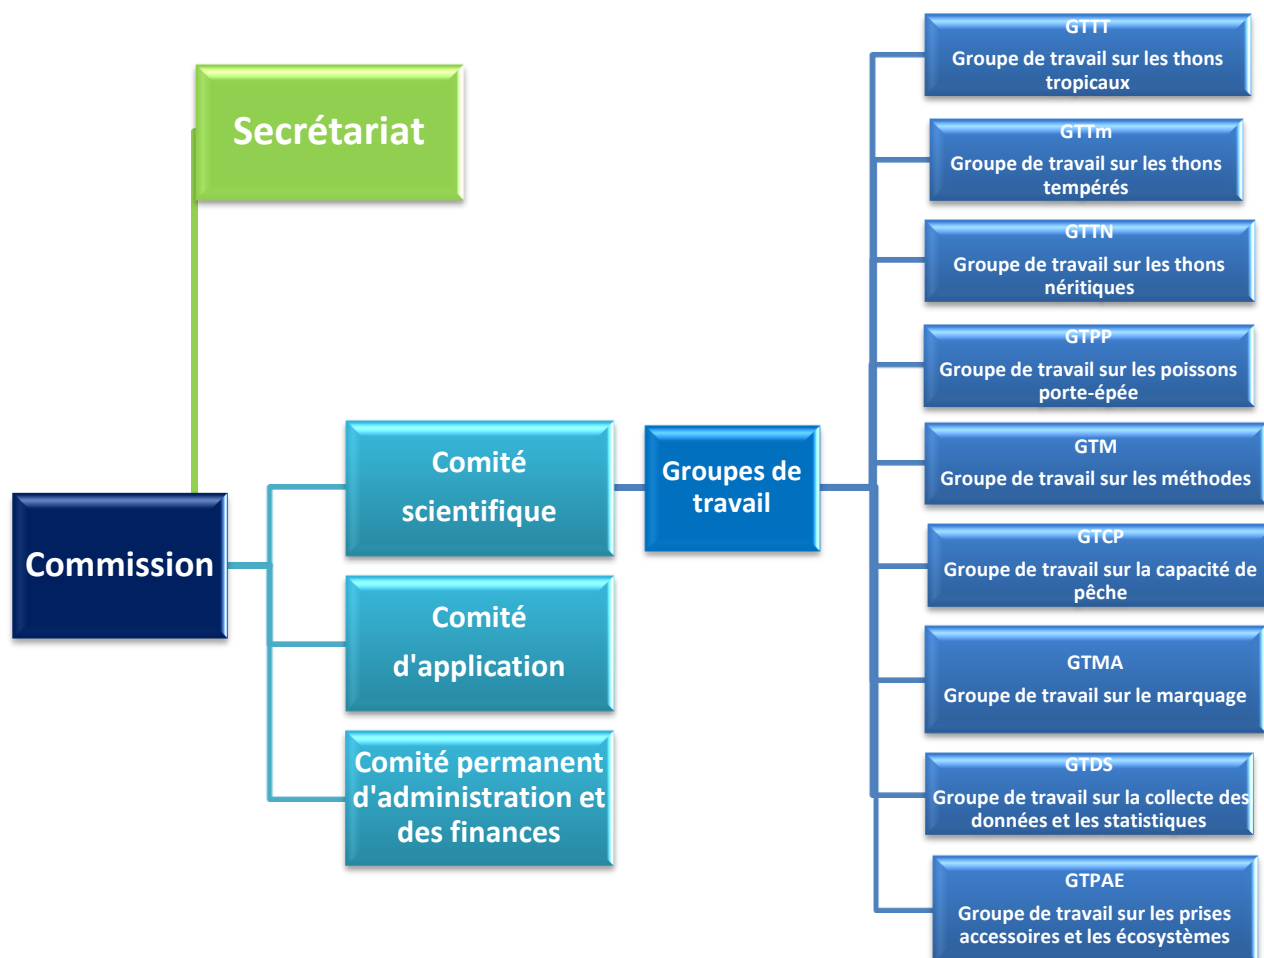 Secrétariat
Commission
Comité
scientifique
Comité
d'application
Comité permanent
d'administration et
des finances
Groupes de
travail
GTTT
Groupe de travail sur les thons
tropicaux
GTTm
Groupe de travail sur les thons
tempérés
GTTN
Groupe de travail sur les thons
néritiques
GTPP
Groupe de travail sur les poissons
porte-épée
GTM
Groupe de travail sur les méthodes
GTCP
Groupe de travail sur la capacité de
pêche
GTMA
Groupe de travail sur le marquage
GTDS
Groupe de travail sur la collecte des
données et les statistiques
GTPAE
Groupe de travail sur les prises
accessoires et les écosystèmes